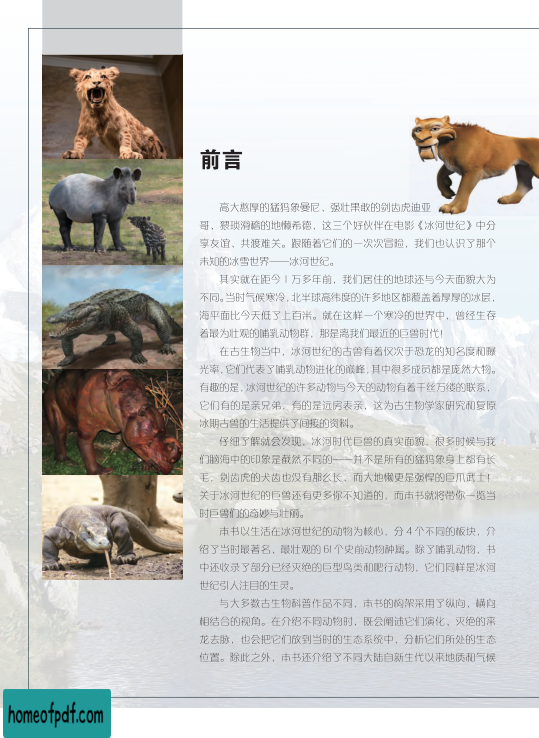 前言
高大憨厚的猛犸象曼尼、强壮果敢的剑齿虎迪亚
哥，猥琐滑稽的地懒希德，这三个好伙伴在电影《冰河世纪》中分
享友谊，共渡难关。跟随着它们的一次次冒险，我们也认识了那个
未知的冰雪世界——冰河世纪。
其实就在距今1万多年前，我们居住的地球还与今天面貌大为
不同。当时气候寒冷，北半球高纬度的许多地区都覆盖着厚厚的冰层，
海平面比今天低了上百米。就在这样一个寒冷的世界中，曾经生存
着最为壮观的哺乳动物群，那是离我们最近的巨兽时代！
在古生物当中，冰河世纪的古兽有着仅次于恐龙的知名度和曝
光率，它们代表了哺乳动物进化的巅峰，其中很多成员都是庞然大物。
有趣的是，冰河世纪的许多动物与今天的动物有着千丝万缕的联系，
它们有的是亲兄弟，有的是远房表亲，这为古生物学家研究和复原
冰期古兽的生活提供了间接的资料。
仔细了解就会发现，冰河时代巨兽的真实面貌，很多时候与我
们脑海中的印象是截然不同的——并不是所有的猛犸象身上都有长
毛，剑齿虎的犬齿也没有那么长，而大地懒更是强悍的巨爪武士！
关于冰河世纪的巨兽还有更多你不知道的，而本书就将带你一览当
时巨兽们的奇妙与壮丽。
本书以生活在冰河世纪的动物为核心，分4个不同的板块，介
绍了当时最著名，最壮观的61个史前动物种属。除了哺乳动物，书
中还收录了部分已经灭绝的巨型鸟类和爬行动物，它们同样是冰河
世纪引人注目的生灵。
与大多数古生物科普作品不同，本书的构架采用了纵向，横向
相结合的视角。在介绍不同动物时，既会阐述它们演化、灭绝的来
龙去脉，也会把它们放到当时的生态系统中，分析它们所处的生态
位置。除此之外，本书还介绍了不同大陆自新生代以来地质和气候
homeofpdf.com